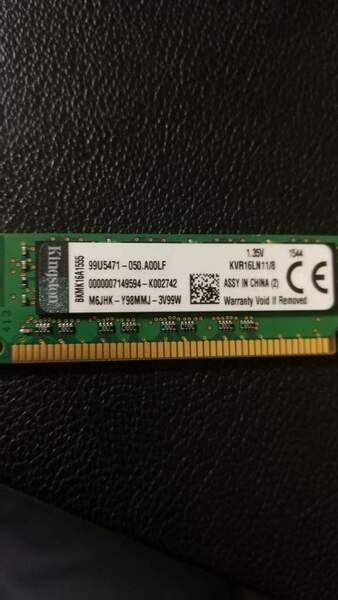 Kingston
BKMK16A1555
99U5471-050.A00LF
0000007149594-K002742
M6JHK-Y98MMJ-3V99W
1.35V 1544
KVR16LN11/8
ASSY IN CHINA (2)
Warranty Void If Removed
CE
413